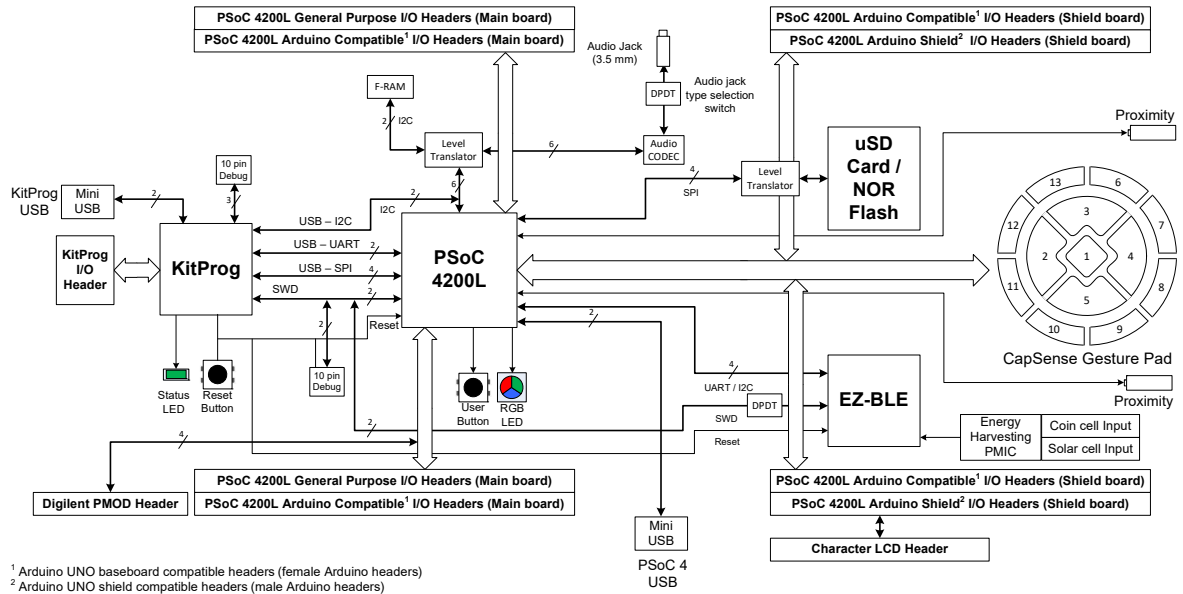 PSoC 4200L General Purpose I/O Headers (Main board)
PSoC 4200L Arduino Compatible¹ I/O Headers (Main board)
PSoC 4200L Arduino Compatible¹ I/O Headers (Shield board)
PSoC 4200L Arduino Shield² I/O Headers (Shield board)
Audio Jack
(3.5 mm)
DPDT
Audio jack
type selection
switch
F-RAM
2
I2C
Level
Translator
6
Audio
CODEC
6
4
SPI
Level
Translator
uSD
Card /
NOR
Flash
Proximity
10 pin
Debug
3
KitProg
USB
Mini
USB
2
2
I2C
USB – I2C
USB – UART
2
USB – SPI
4
SWD
2
KitProg
I/O
Header
KitProg
PSoC
4200L
Reset
2
2
13
6
12
3
7
2
1
4
11
5
8
10
9
CapSense Gesture Pad
Status
LED
Reset
Button
10 pin
Debug
User
Button
RGB
LED
4
UART / I2C
DPDT
SWD
Reset
EZ-BLE
Proximity
Energy
Harvesting
PMIC
Coin cell Input
Solar cell Input
2
4
Digilent PMOD Header
PSoC 4200L General Purpose I/O Headers (Main board)
PSoC 4200L Arduino Compatible¹ I/O Headers (Main board)
PSoC 4200L Arduino Compatible¹ I/O Headers (Shield board)
PSoC 4200L Arduino Shield² I/O Headers (Shield board)
Mini
USB
PSoC 4
USB
Character LCD Header
¹ Arduino UNO baseboard compatible headers (female Arduino headers)
² Arduino UNO shield compatible headers (male Arduino headers)